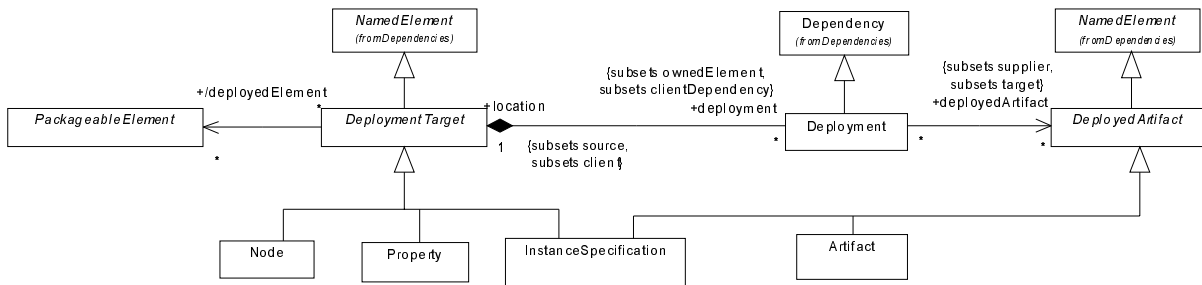 NamedElement
(fromDependencies)
Dependency
(fromDependencies)
NamedElement
(fromDependencies)
{subsets ownedElement,
subsets clientDependency}
+deployment
{subsets supplier,
subsets target}
+deployedArtifact
+/deployedElement
*
+location
PackageableElement
DeploymentTarget
Deployment
DeployedArtifact
*
1
{subsets source,
subsets client}
*
*
*
Node
Property
InstanceSpecification
Artifact